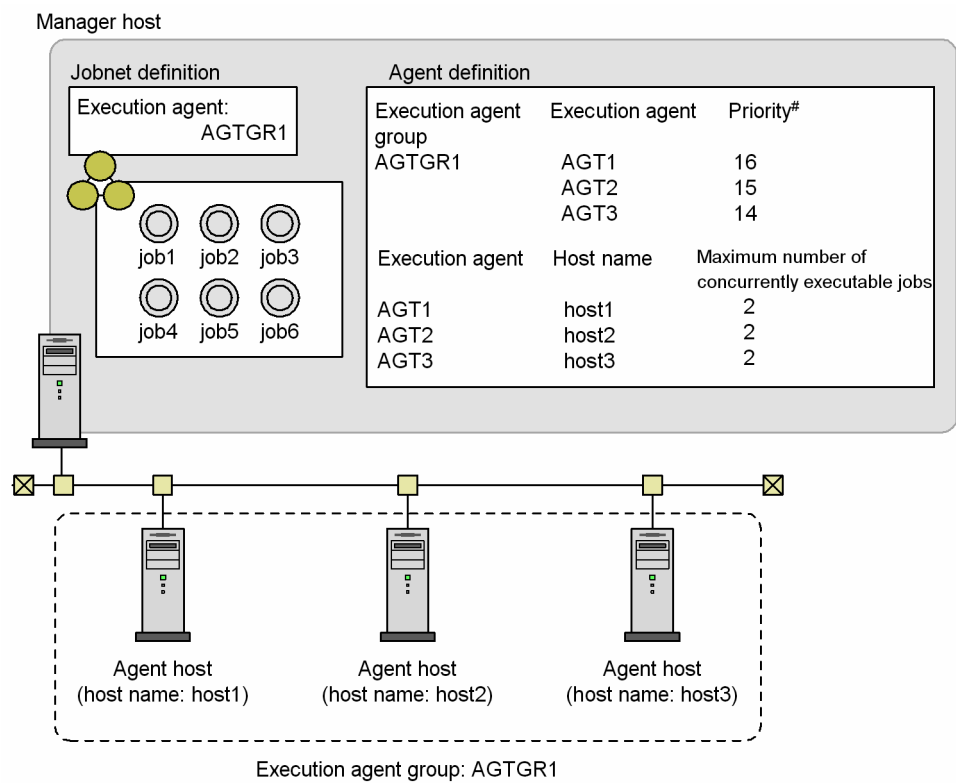 Manager host
Jobnet definition
Execution agent:
AGTGR1
job1 job2 job3
job4 job5 job6
Agent definition
Execution agent group Execution agent Priority#
AGTGR1 AGT1 16
AGT2 15
AGT3 14
Execution agent Host name Maximum number of concurrently executable jobs
AGT1 host1 2
AGT2 host2 2
AGT3 host3 2
Agent host
(host name: host1)
Agent host
(host name: host2)
Agent host
(host name: host3)
Execution agent group: AGTGR1